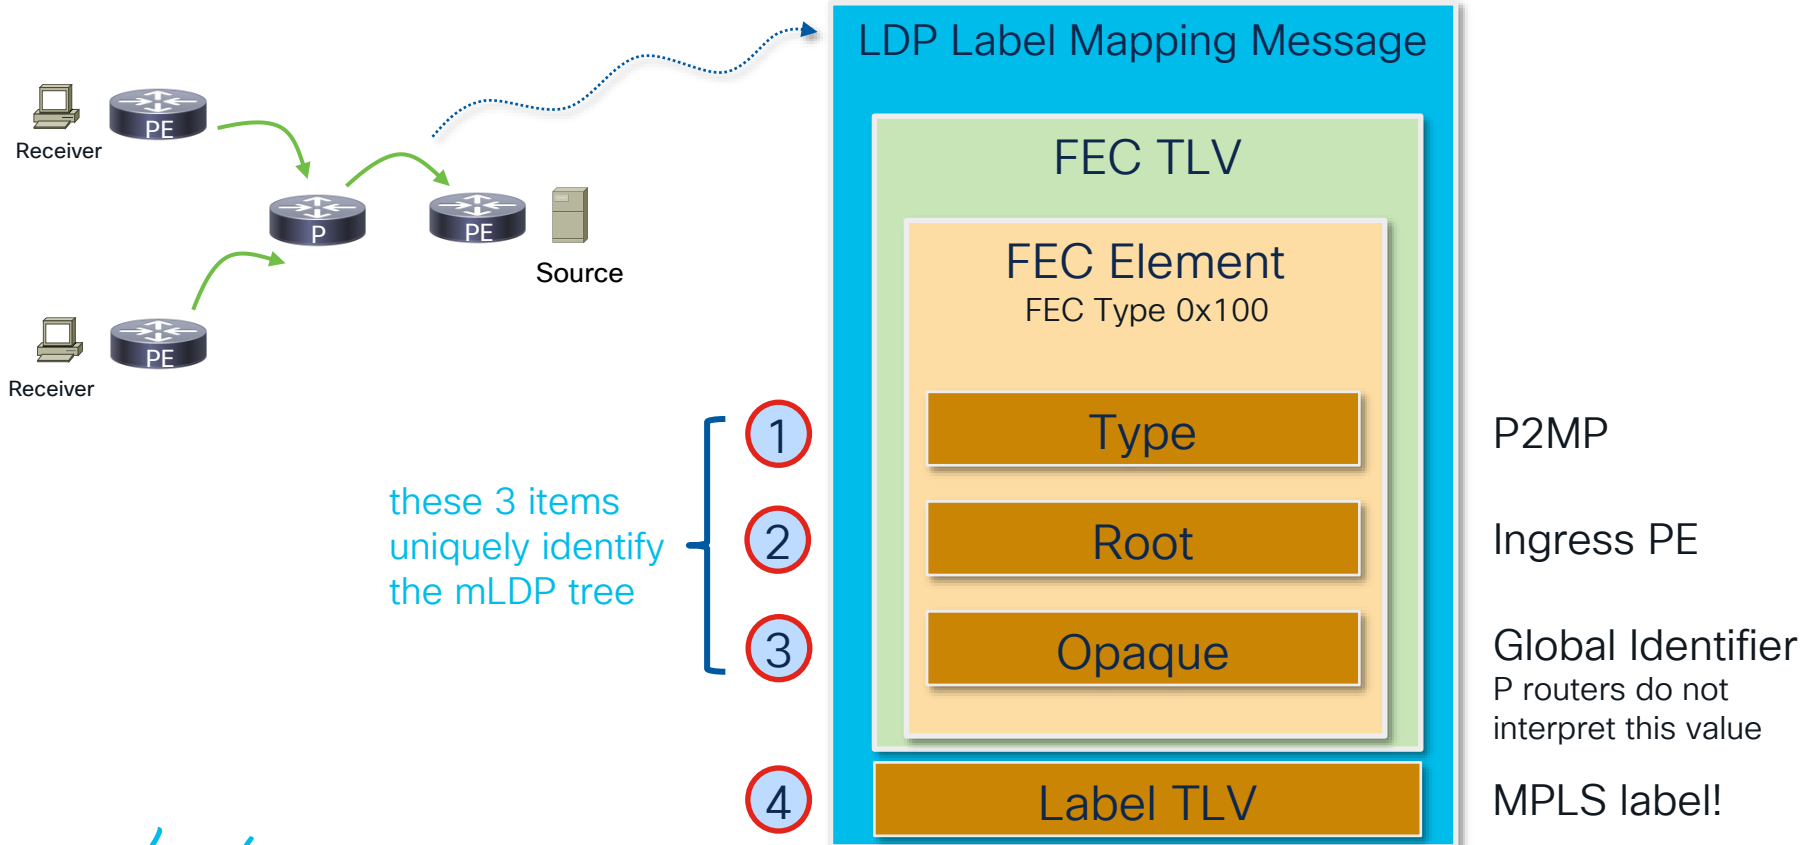 LDP Label Mapping Message
PE
Receiver
FEC TLV
P
PE
Source
FEC Element
FEC Type 0x100
PE
Receiver
1
Type
P2MP
these 3 items
uniquely identify
the mLDP tree
2
Root
Ingress PE
3
Opaque
Global Identifier
P routers do not
interpret this value
4
Label TLV
MPLS label!